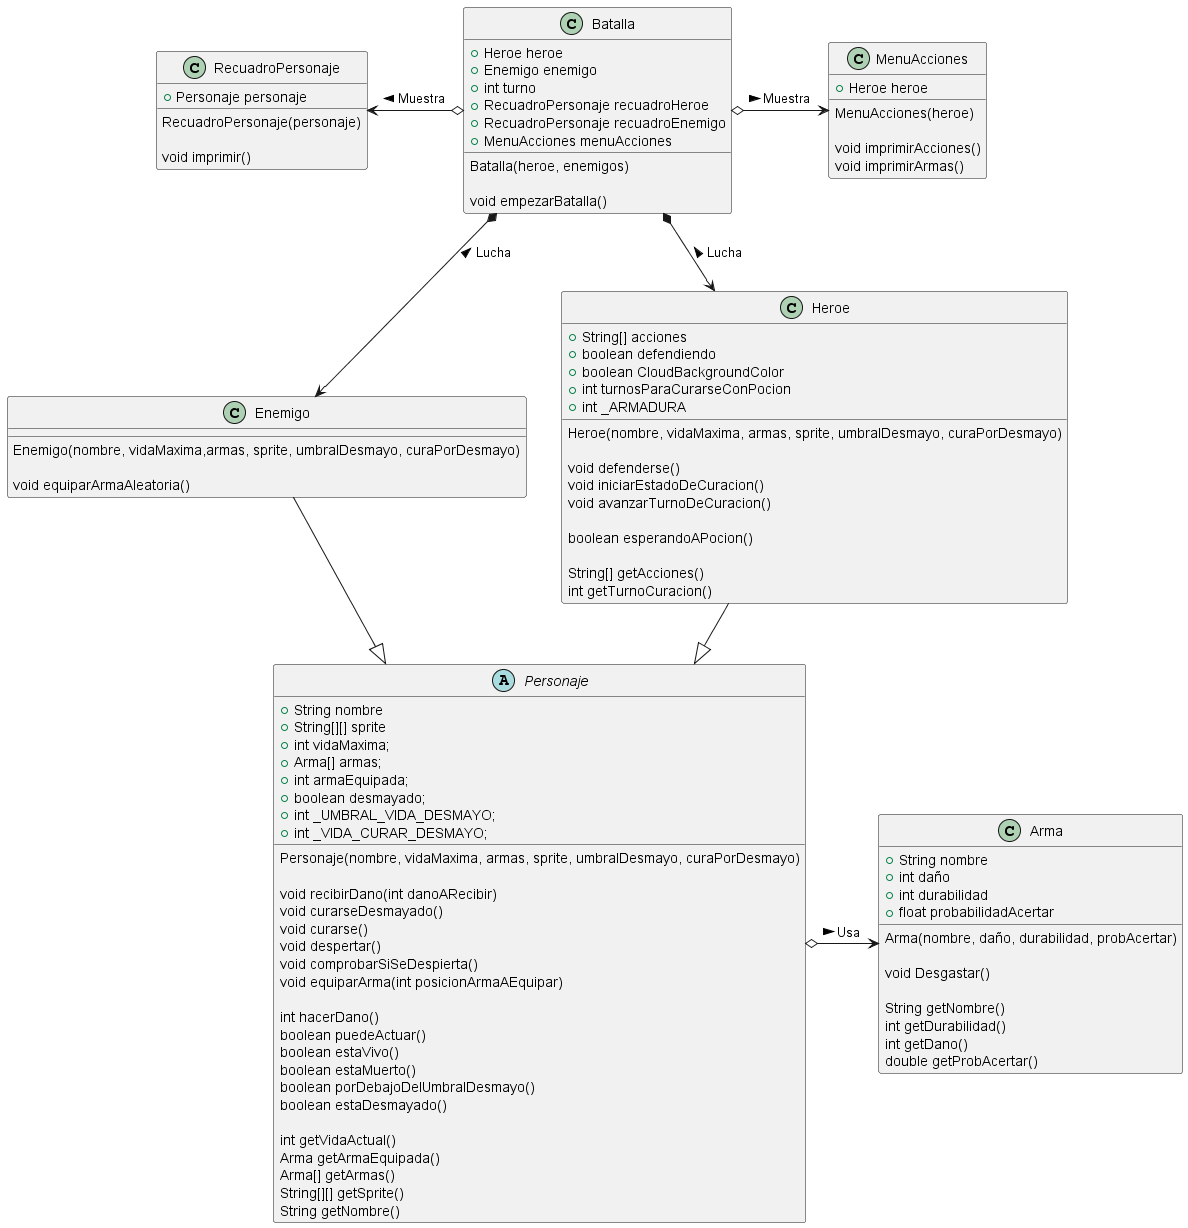 C Batalla
Heroe heroe
Enemigo enemigo
int turno
RecuadroPersonaje recuadroHeroe
RecuadroPersonaje recuadroEnemigo
MenuAcciones menuAcciones
Batalla(heroe, enemigos)
void empezarBatalla()
C RecuadroPersonaje
Personaje personaje
RecuadroPersonaje(personaje)
void imprimir()
Muestra
Muestra
C MenuAcciones
Heroe heroe
MenuAcciones(heroe)
void imprimirAcciones()
void imprimirArmas()
Lucha
Lucha
C Enemigo
Enemigo(nombre, vidaMaxima,armas, sprite, umbralDesmayo, curaPorDesmayo)
void equiparArmaAleatoria()
C Heroe
String[] acciones
boolean defendiendo
boolean CloudBackgroundColor
int turnosParaCurarseConPocion
int _ARMADURA
Heroe(nombre, vidaMaxima, armas, sprite, umbralDesmayo, curaPorDesmayo)
void defenderse()
void iniciarEstadoDeCuracion()
void avanzarTurnoDeCuracion()
boolean esperandoAPocion()
String[] getAcciones()
int getTurnoCuracion()
A Personaje
String nombre
String[][] sprite
int vidaMaxima;
Arma[] armas;
int armaEquipada;
boolean desmayado;
int _UMBRAL_VIDA_DESMAYO;
int _VIDA_CURAR_DESMAYO;
Personaje(nombre, vidaMaxima, armas, sprite, umbralDesmayo, curaPorDesmayo)
void recibirDano(int danoARecibir)
void curarseDesmayado()
void curarse()
void despertar()
void comprobarSiSeDespierta()
void equiparArma(int posicionArmaAEquipar)
int hacerDano()
boolean puedeActuar()
boolean estaVivo()
boolean estaMuerto()
boolean porDebajoDelUmbralDesmayo()
boolean estaDesmayado()
int getVidaActual()
Arma getArmaEquipada()
Arma[] getArmas()
String[][] getSprite()
String getNombre()
Usa
C Arma
String nombre
int daño
int durabilidad
float probabilidadAcertar
Arma(nombre, daño, durabilidad, probAcertar)
void Desgastar()
String getNombre()
int getDurabilidad()
int getDano()
double getProbAcertar()